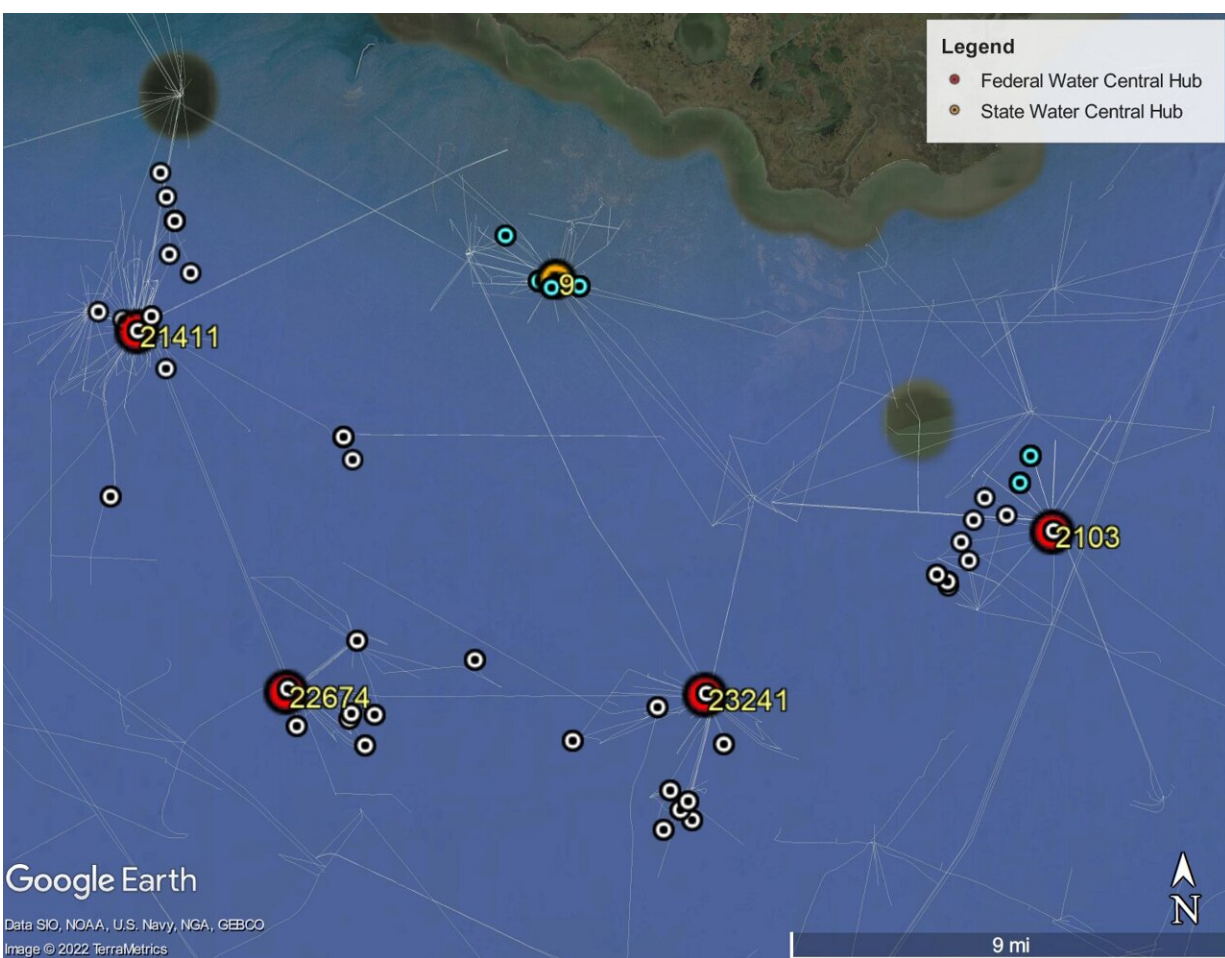 Legend
Federal Water Central Hub
State Water Central Hub
9
21411
2103
22674
23241
Google Earth
Data SIO, NOAA, U.S. Navy, NGA, GEBCO
Image © 2022 TerraMetrics
9 mi
N